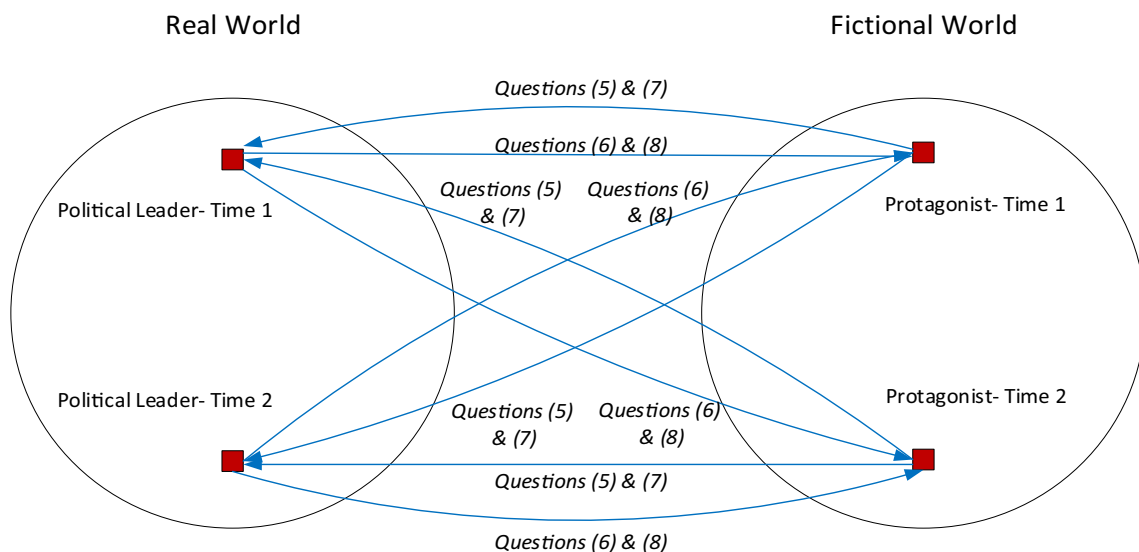 Real World
Fictional World
Questions (5) & (7)
Questions (6) & (8)
Questions (5)
& (7)
Questions (6)
& (8)
Political Leader- Time 1
Protagonist- Time 1
Political Leader- Time 2
Protagonist- Time 2
Questions (5)
& (7)
Questions (6)
& (8)
Questions (5) & (7)
Questions (6) & (8)